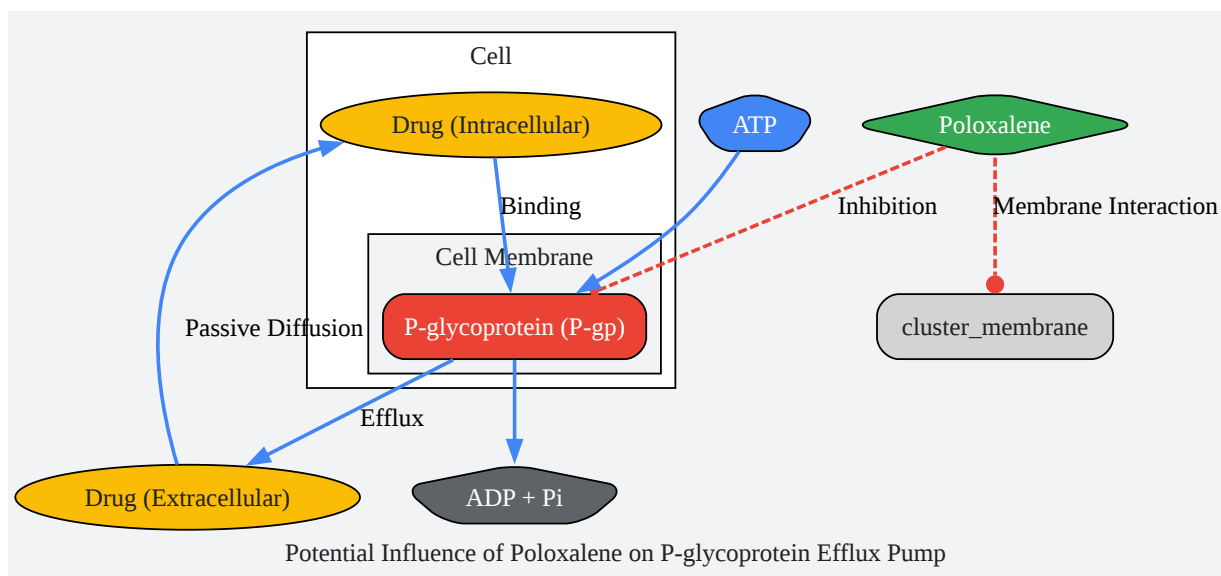 Cell
Drug (Intracellular)
ATP
Poloxalene
Binding
Inhibition
Membrane Interaction
Cell Membrane
P-glycoprotein (P-gp)
cluster_membrane
Passive Diffusion
Efflux
Drug (Extracellular)
ADP + Pi
Potential Influence of Poloxalene on P-glycoprotein Efflux Pump